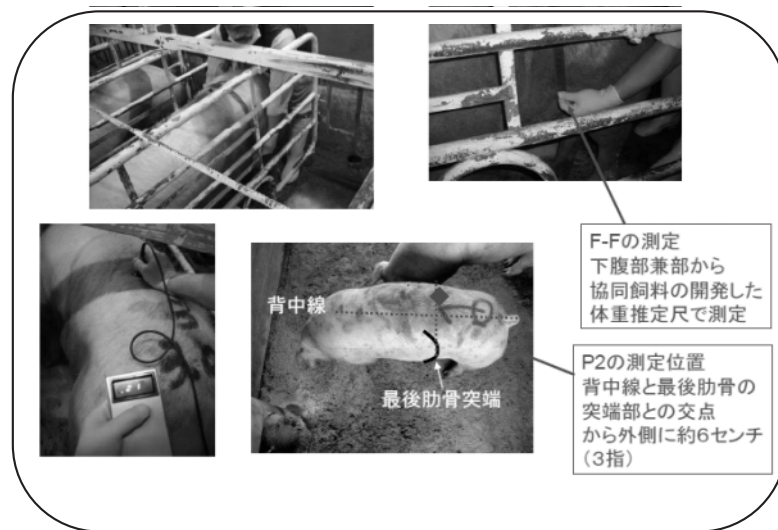 F-Fの測定
下腹部兼部から
協同飼料の開発した
体重推定尺で測定
背中線
最後肋骨突端
P2の測定位置
背中線と最後肋骨の
突端部との交点
から外側に約6センチ
(3指)